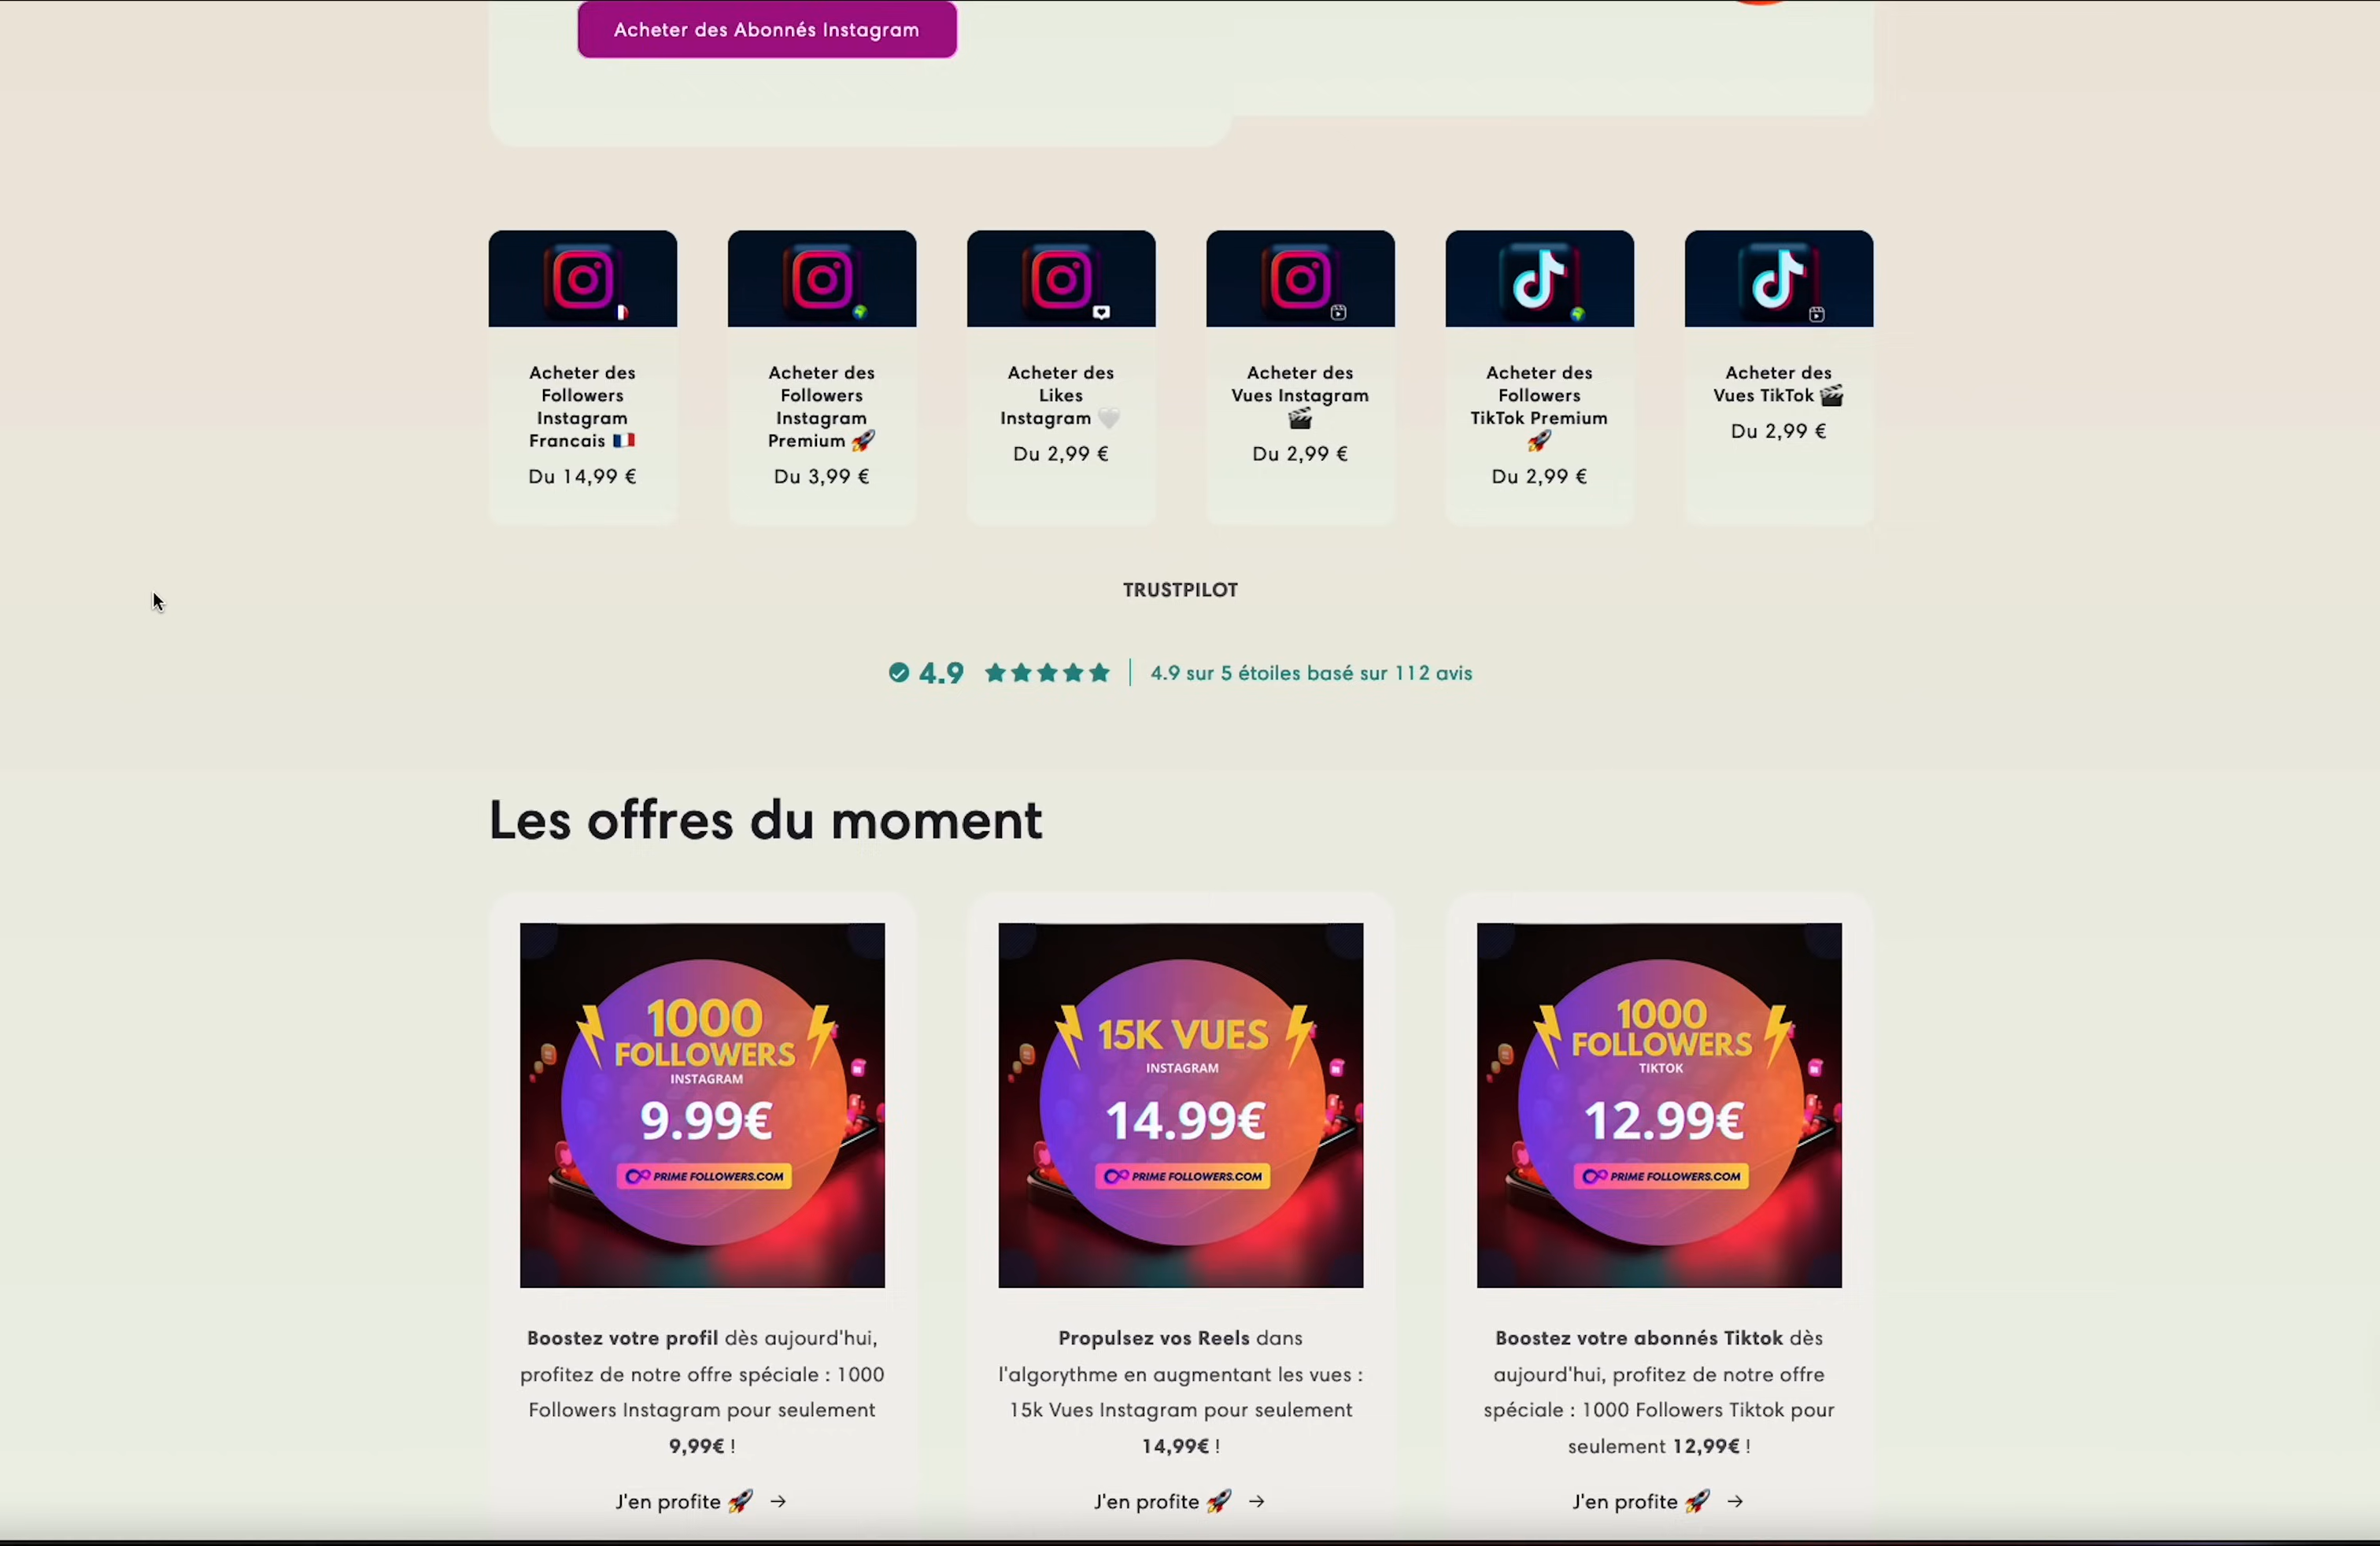 Acheter des Abonnés Instagram
Acheter des
Followers
Instagram
Francais 🇫🇷
Du 14,99 €
Acheter des
Followers
Instagram
Premium 🚀
Du 3,99 €
Acheter des
Likes
Instagram 🤍
Du 2,99 €
Acheter des
Vues Instagram
🎬
Du 2,99 €
Acheter des
Followers
TikTok Premium
🚀
Du 2,99 €
Acheter des
Vues TikTok 🎬
Du 2,99 €
TRUSTPILOT
4.9 ★★★★★ | 4.9 sur 5 étoiles basé sur 112 avis
Les offres du moment
1000
FOLLOWERS
INSTAGRAM
9.99€
PRIME FOLLOWERS.COM
Boostez votre profil dès aujourd'hui,
profitez de notre offre spéciale : 1000
Followers Instagram pour seulement
9,99€ !
J'en profite 🚀 →
15K VUES
INSTAGRAM
14.99€
PRIME FOLLOWERS.COM
Propulsez vos Reels dans
l'algorythme en augmentant les vues :
15k Vues Instagram pour seulement
14,99€ !
J'en profite 🚀 →
1000
FOLLOWERS
TIKTOK
12.99€
PRIME FOLLOWERS.COM
Boostez votre abonnés Tiktok dès
aujourd'hui, profitez de notre offre
spéciale : 1000 Followers Tiktok pour
seulement 12,99€ !
J'en profite 🚀 →